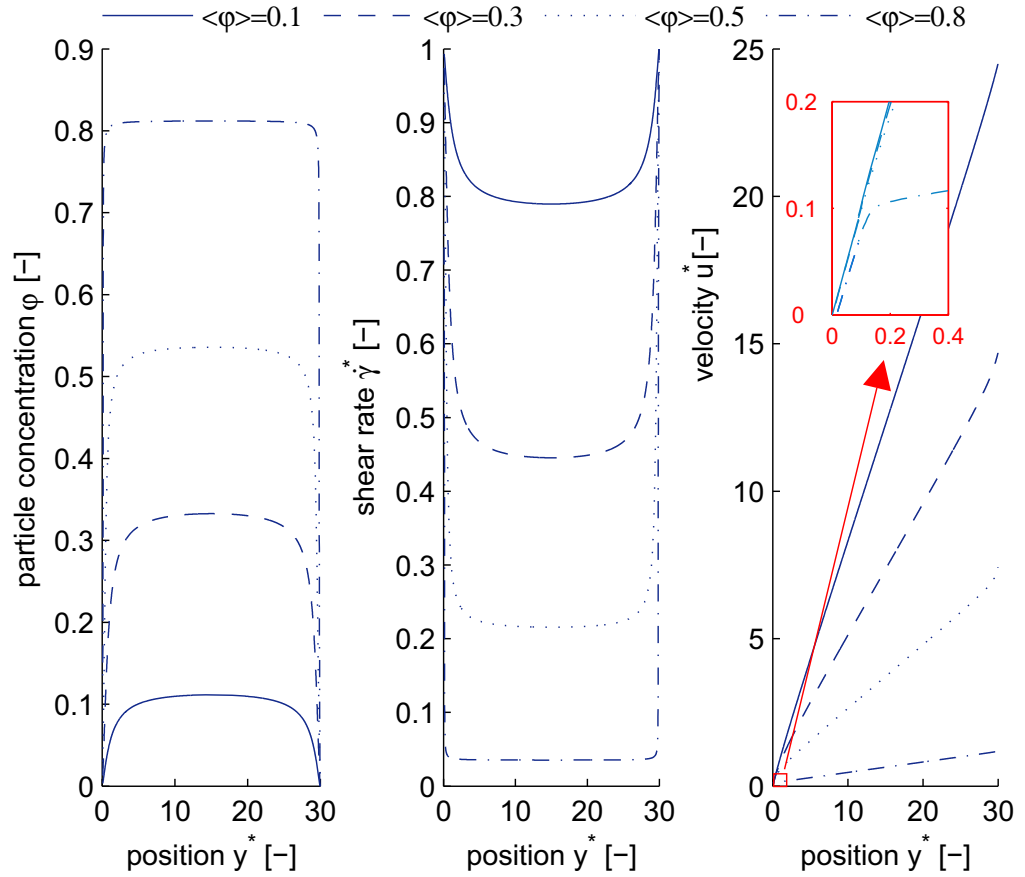 <φ>=0.1 <φ>=0.3 <φ>=0.5 <φ>=0.8
particle concentration φ [−]
0.9
0.8
0.7
0.6
0.5
0.4
0.3
0.2
0.1
0
0 10 20 30
position y* [−]
shear rate γ̇* [−]
1
0.9
0.8
0.7
0.6
0.5
0.4
0.3
0.2
0.1
0
0 10 20 30
position y* [−]
velocity u* [−]
25
20
15
10
5
0
0 10 20 30
position y* [−]
0.2
0.1
0
0 0.2 0.4